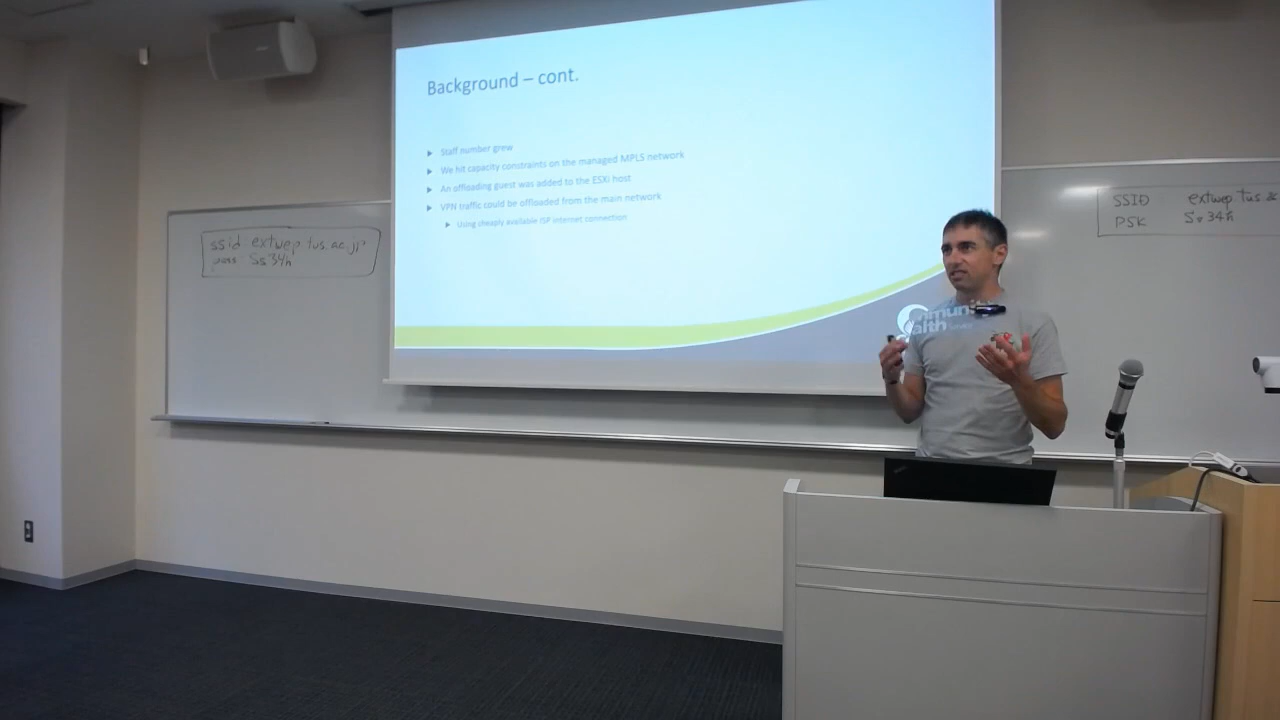 Background – cont.
Staff number grew
We hit capacity constraints on the managed MPLS network
An offloading guest was added to the ESXi host
VPN traffic could be offloaded from the main network
Using cheaply available ISP internet connection
ssid extwep tus.ac.jp
pass Ss34h
SSID extwep tus
PSK